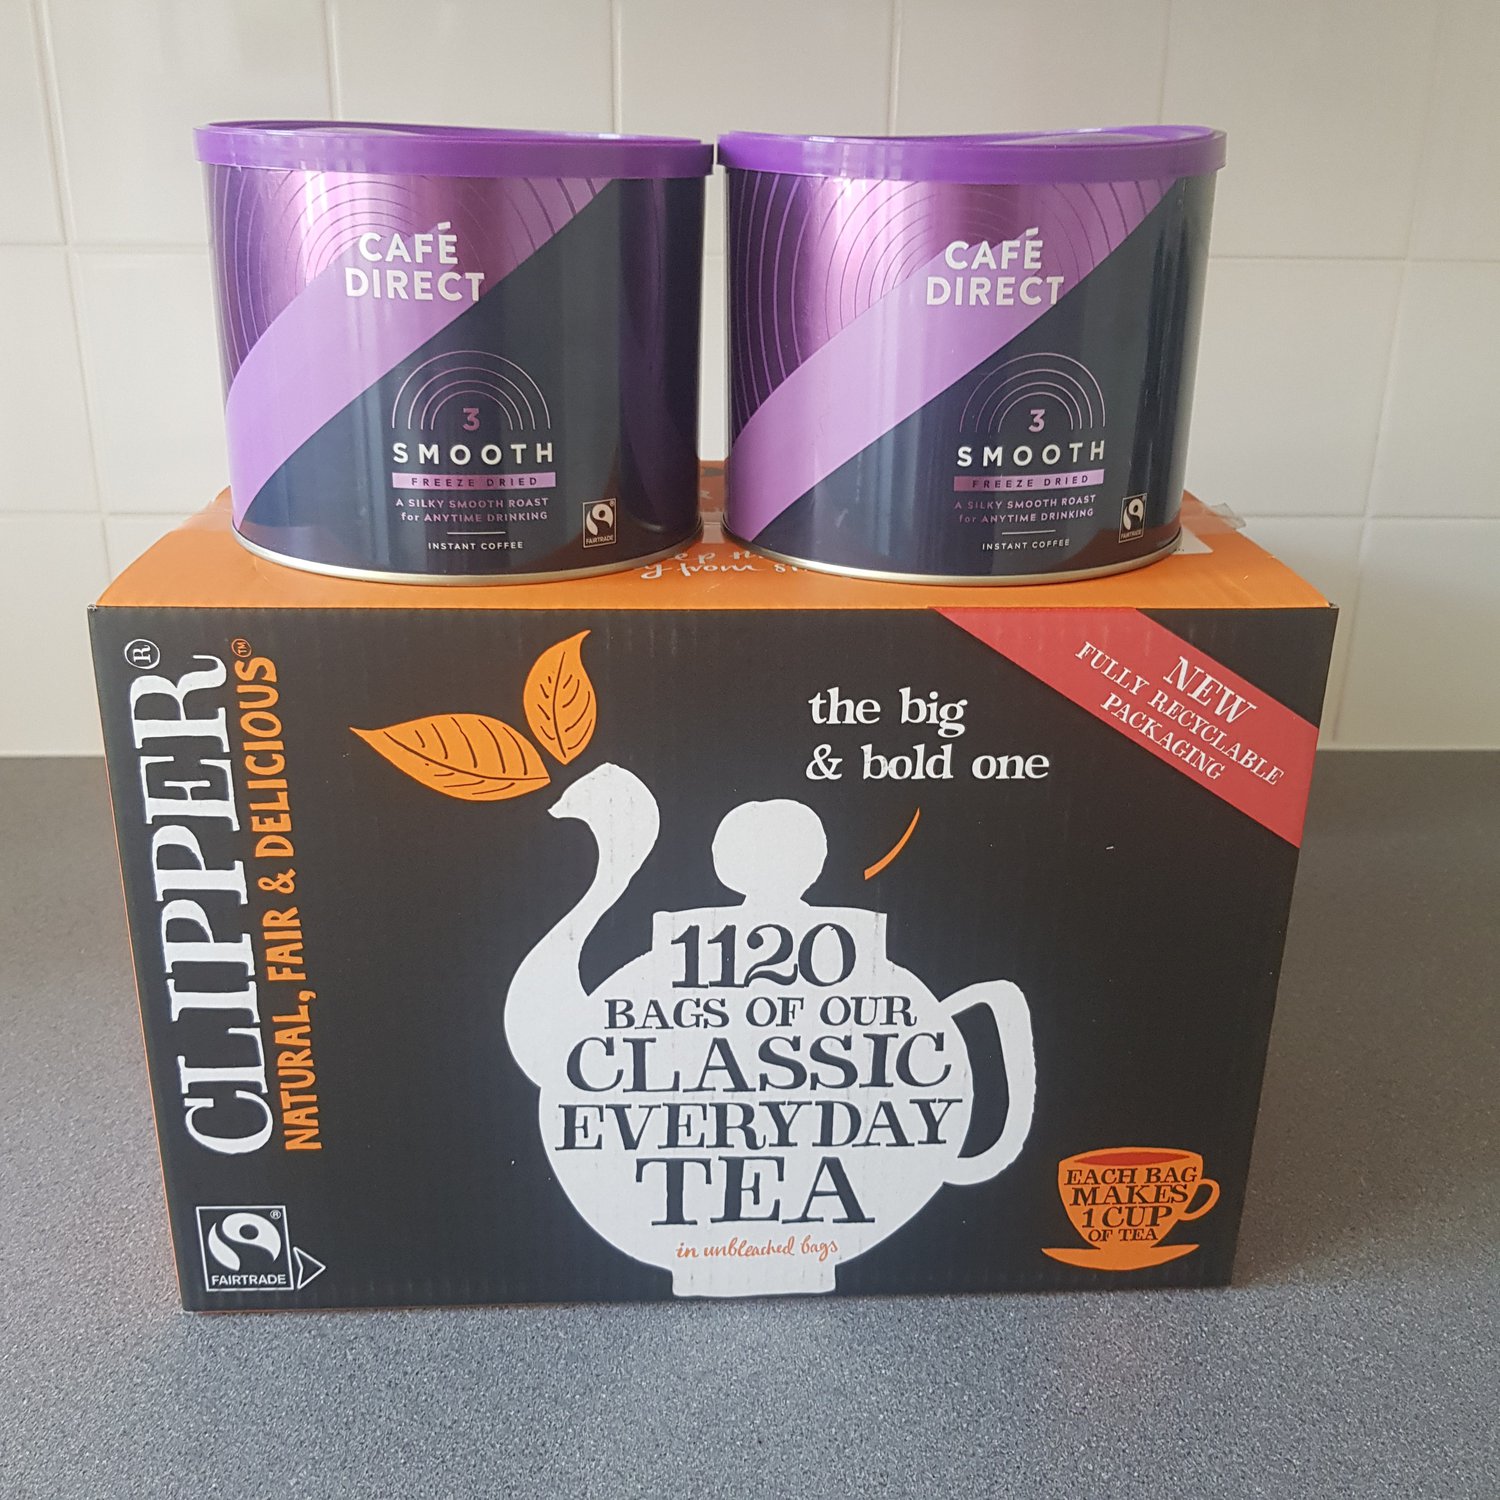 CAFÉ
DIRECT
3
SMOOTH
FREEZE DRIED
A SILKY SMOOTH ROAST
for ANYTIME DRINKING
INSTANT COFFEE
FAIRTRADE
CAFÉ
DIRECT
3
SMOOTH
FREEZE DRIED
A SILKY SMOOTH ROAST
for ANYTIME DRINKING
INSTANT COFFEE
FAIRTRADE
from
CLIPPER®
NATURAL, FAIR & DELICIOUS™
the big
& bold one
NEW
FULLY RECYCLABLE
PACKAGING
1120
BAGS OF OUR
CLASSIC
EVERYDAY
TEA
in unbleached bags
EACH BAG
MAKES
1 CUP
OF TEA
®
FAIRTRADE